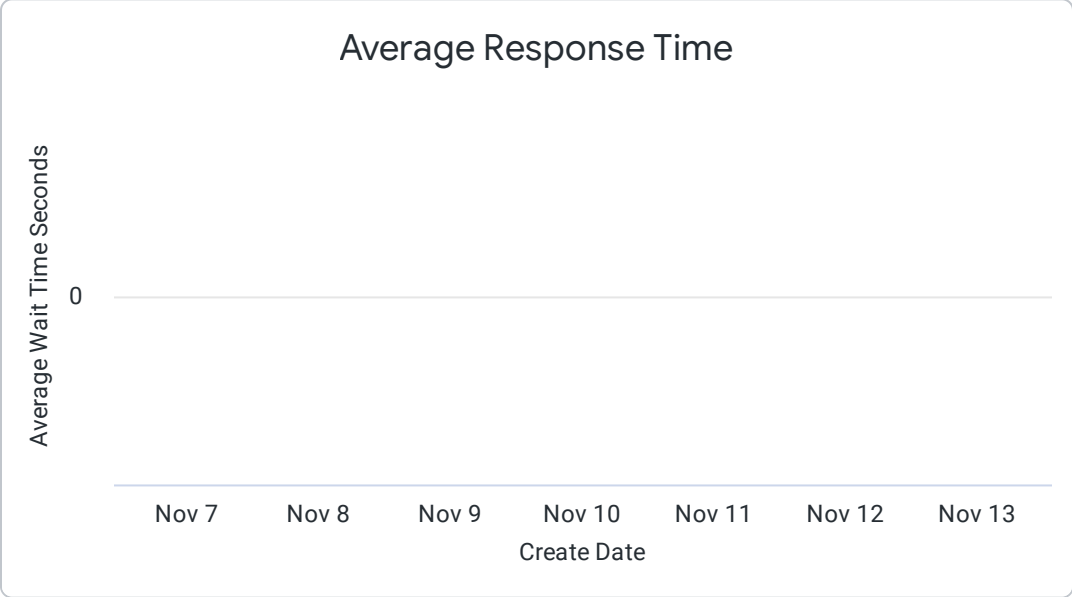 Average Response Time
Average Wait Time Seconds
0
Nov 7 Nov 8 Nov 9 Nov 10 Nov 11 Nov 12 Nov 13
Create Date